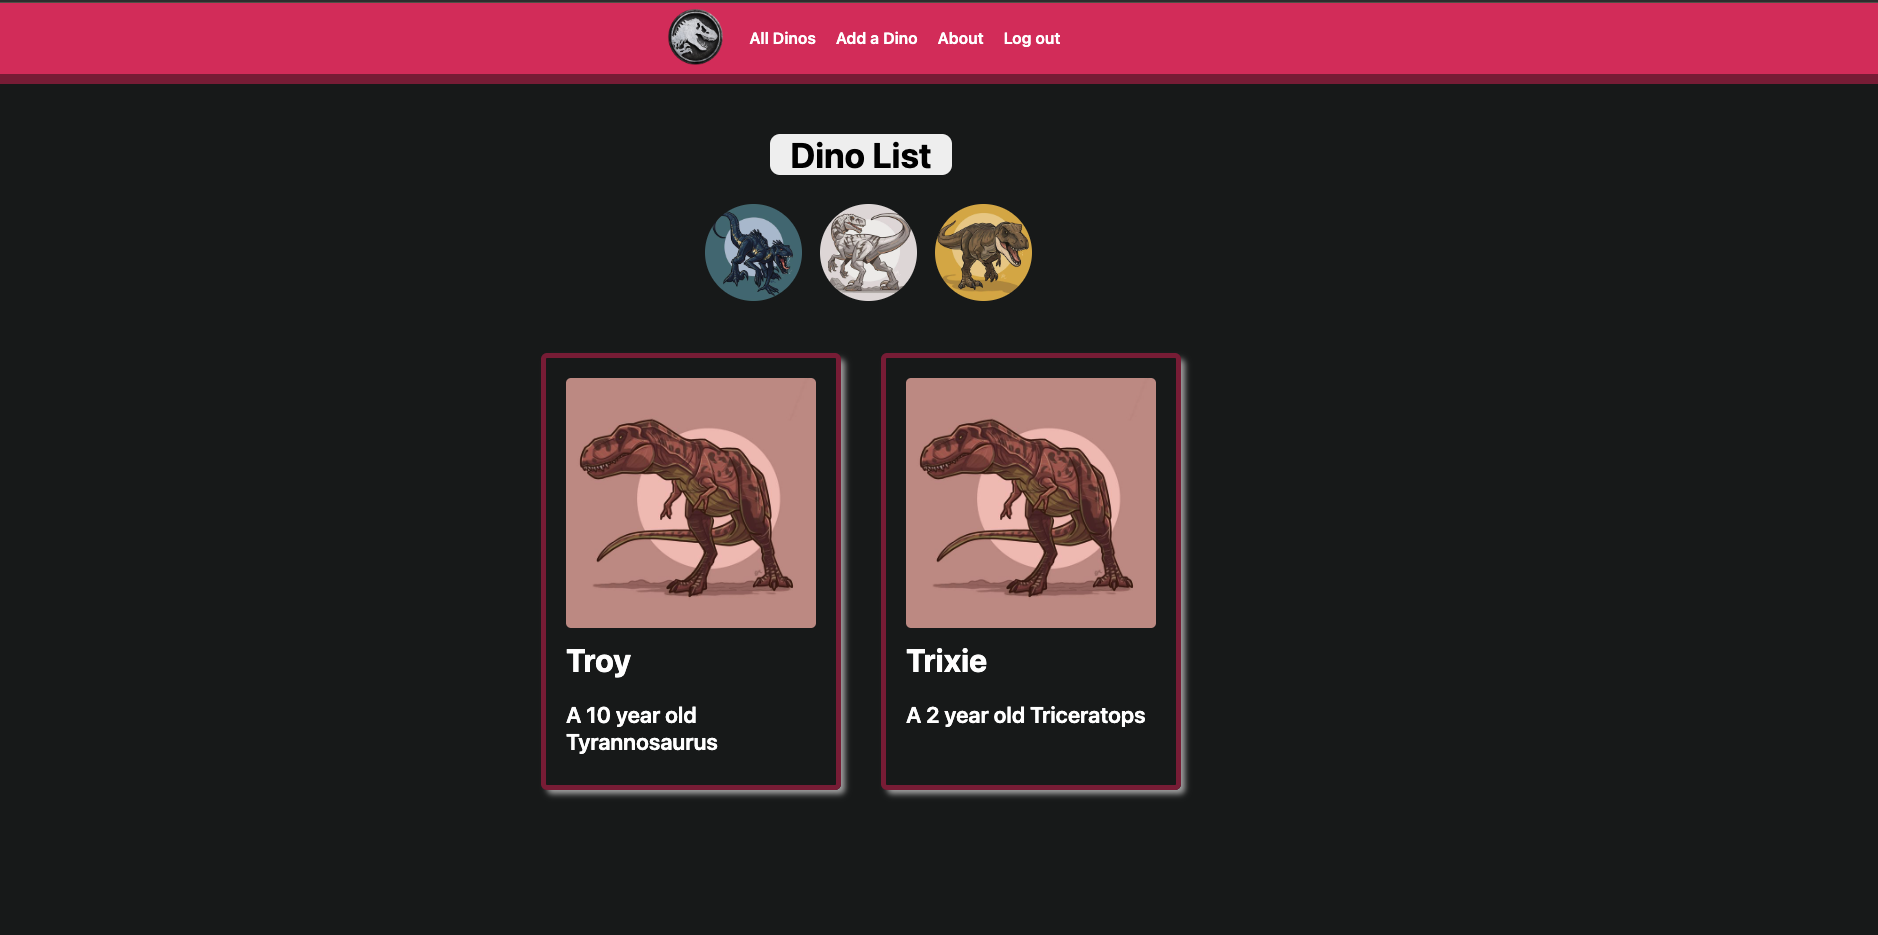 All Dinos Add a Dino About Log out
Dino List
Troy
A 10 year old
Tyrannosaurus
Trixie
A 2 year old Triceratops